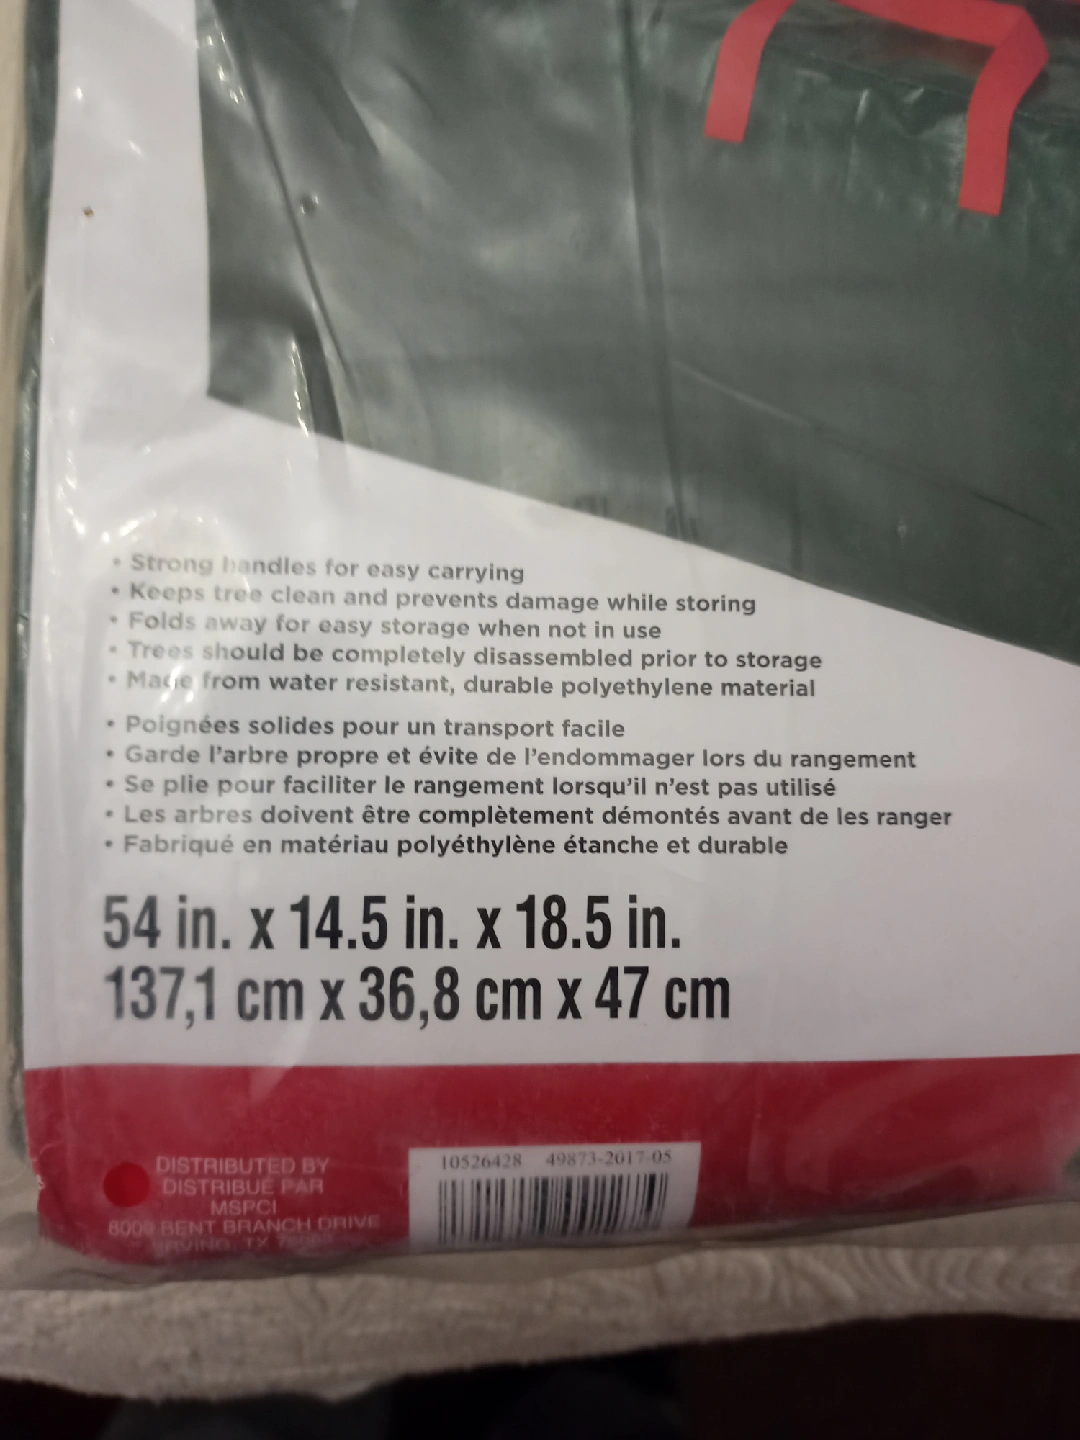 • Strong handles for easy carrying
• Keeps tree clean and prevents damage while storing
• Folds away for easy storage when not in use
• Trees should be completely disassembled prior to storage
• Made from water resistant, durable polyethylene material
• Poignées solides pour un transport facile
• Garde l'arbre propre et évite de l'endommager lors du rangement
• Se plie pour faciliter le rangement lorsqu'il n'est pas utilisé
• Les arbres doivent être complètement démontés avant de les ranger
• Fabriqué en matériau polyéthylène étanche et durable
54 in. x 14.5 in. x 18.5 in.
137,1 cm x 36,8 cm x 47 cm
10526428 49873-2017-05
DISTRIBUTED BY
DISTRIBUÉ PAR
MSPCI
8000 BENT BRANCH DRIVE
IRVING, TX